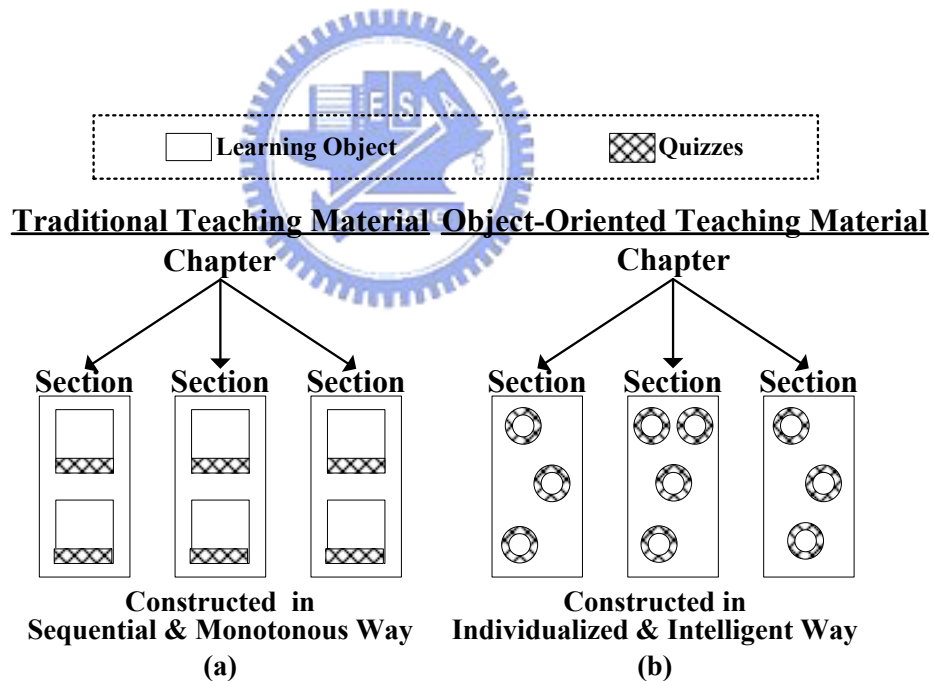 Learning Object Quizzes
Traditional Teaching Material Object-Oriented Teaching Material
Chapter Chapter
Section Section Section Section Section Section
Constructed in Constructed in
Sequential & Monotonous Way Individualized & Intelligent Way
(a) (b)
E S A